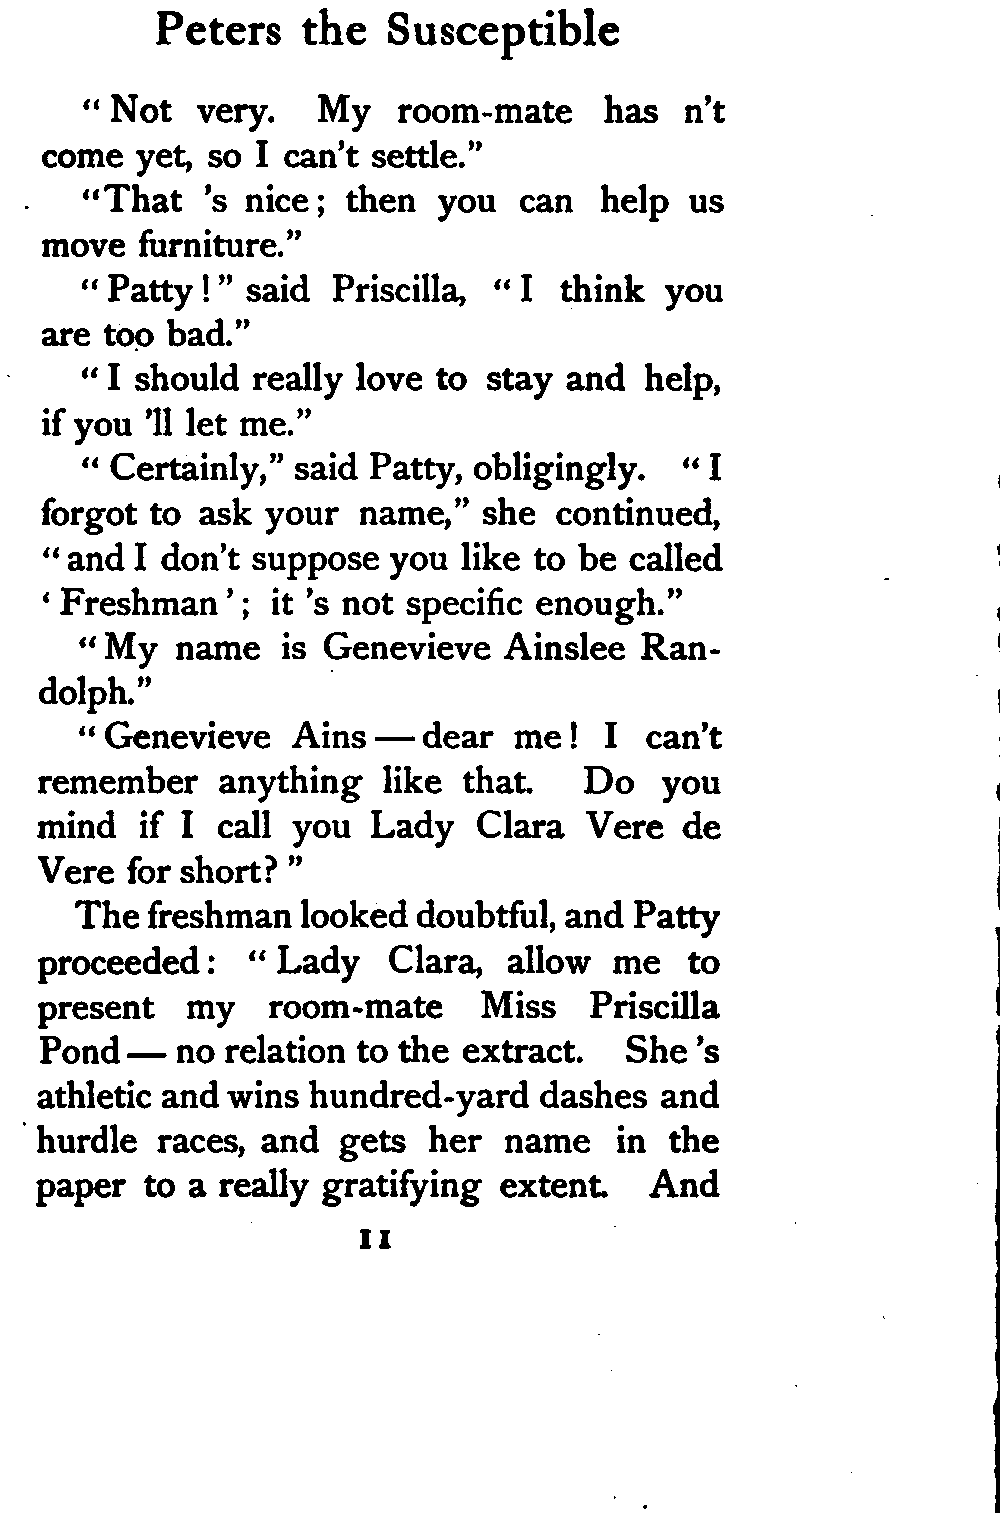 Peters the Susceptible
“ Not very. My room-mate has n't
come yet, so I can't settle.”
“That 's nice; then you can help us
move furniture.”
“ Patty!” said Priscilla, “I think you
are too bad.”
“ I should really love to stay and help,
if you 'll let me.”
“ Certainly,” said Patty, obligingly. “ I
forgot to ask your name,” she continued,
“and I don't suppose you like to be called
‘ Freshman’; it 's not specific enough.”
“My name is Genevieve Ainslee Ran-
dolph.”
“Genevieve Ains — dear me! I can't
remember anything like that. Do you
mind if I call you Lady Clara Vere de
Vere for short? ”
The freshman looked doubtful, and Patty
proceeded: “ Lady Clara, allow me to
present my room-mate Miss Priscilla
Pond — no relation to the extract. She 's
athletic and wins hundred-yard dashes and
hurdle races, and gets her name in the
paper to a really gratifying extent. And
11